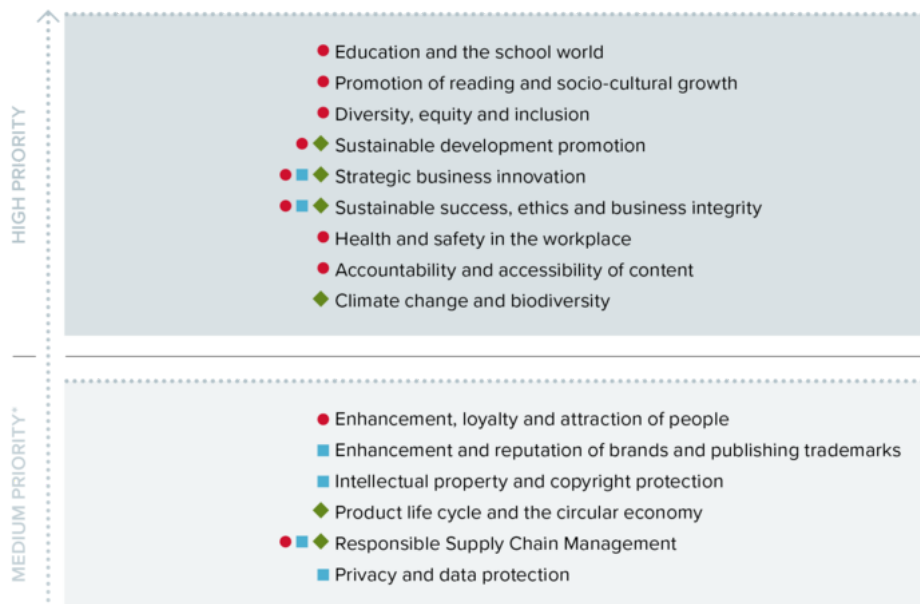 HIGH PRIORITY
Education and the school world
Promotion of reading and socio-cultural growth
Diversity, equity and inclusion
Sustainable development promotion
Strategic business innovation
Sustainable success, ethics and business integrity
Health and safety in the workplace
Accountability and accessibility of content
Climate change and biodiversity
MEDIUM PRIORITY*
Enhancement, loyalty and attraction of people
Enhancement and reputation of brands and publishing trademarks
Intellectual property and copyright protection
Product life cycle and the circular economy
Responsible Supply Chain Management
Privacy and data protection